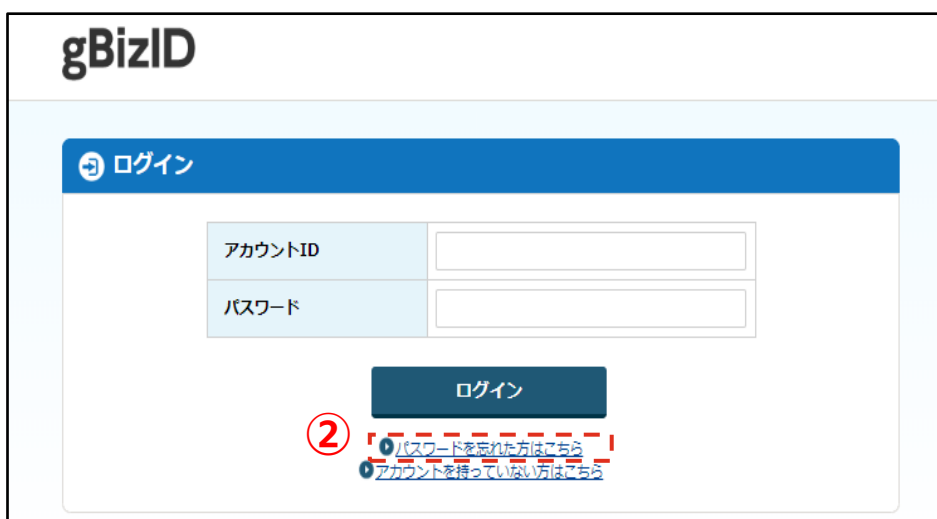 gBizID
ログイン
アカウントID
パスワード
ログイン
②
パスワードを忘れた方はこちら
アカウントを持っていない方はこちら